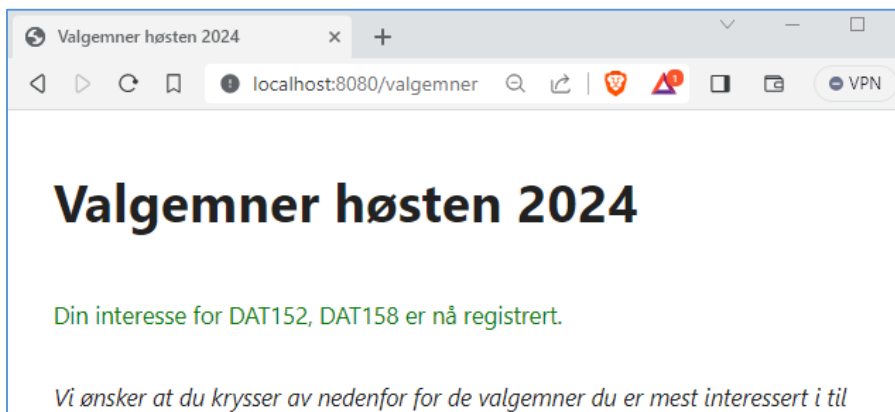 Valgemner høsten 2024
localhost:8080/valgemner
1
VPN
Valgemner høsten 2024
Din interesse for DAT152, DAT158 er nå registrert.
Vi ønsker at du krysser av nedenfor for de valgemner du er mest interessert i til